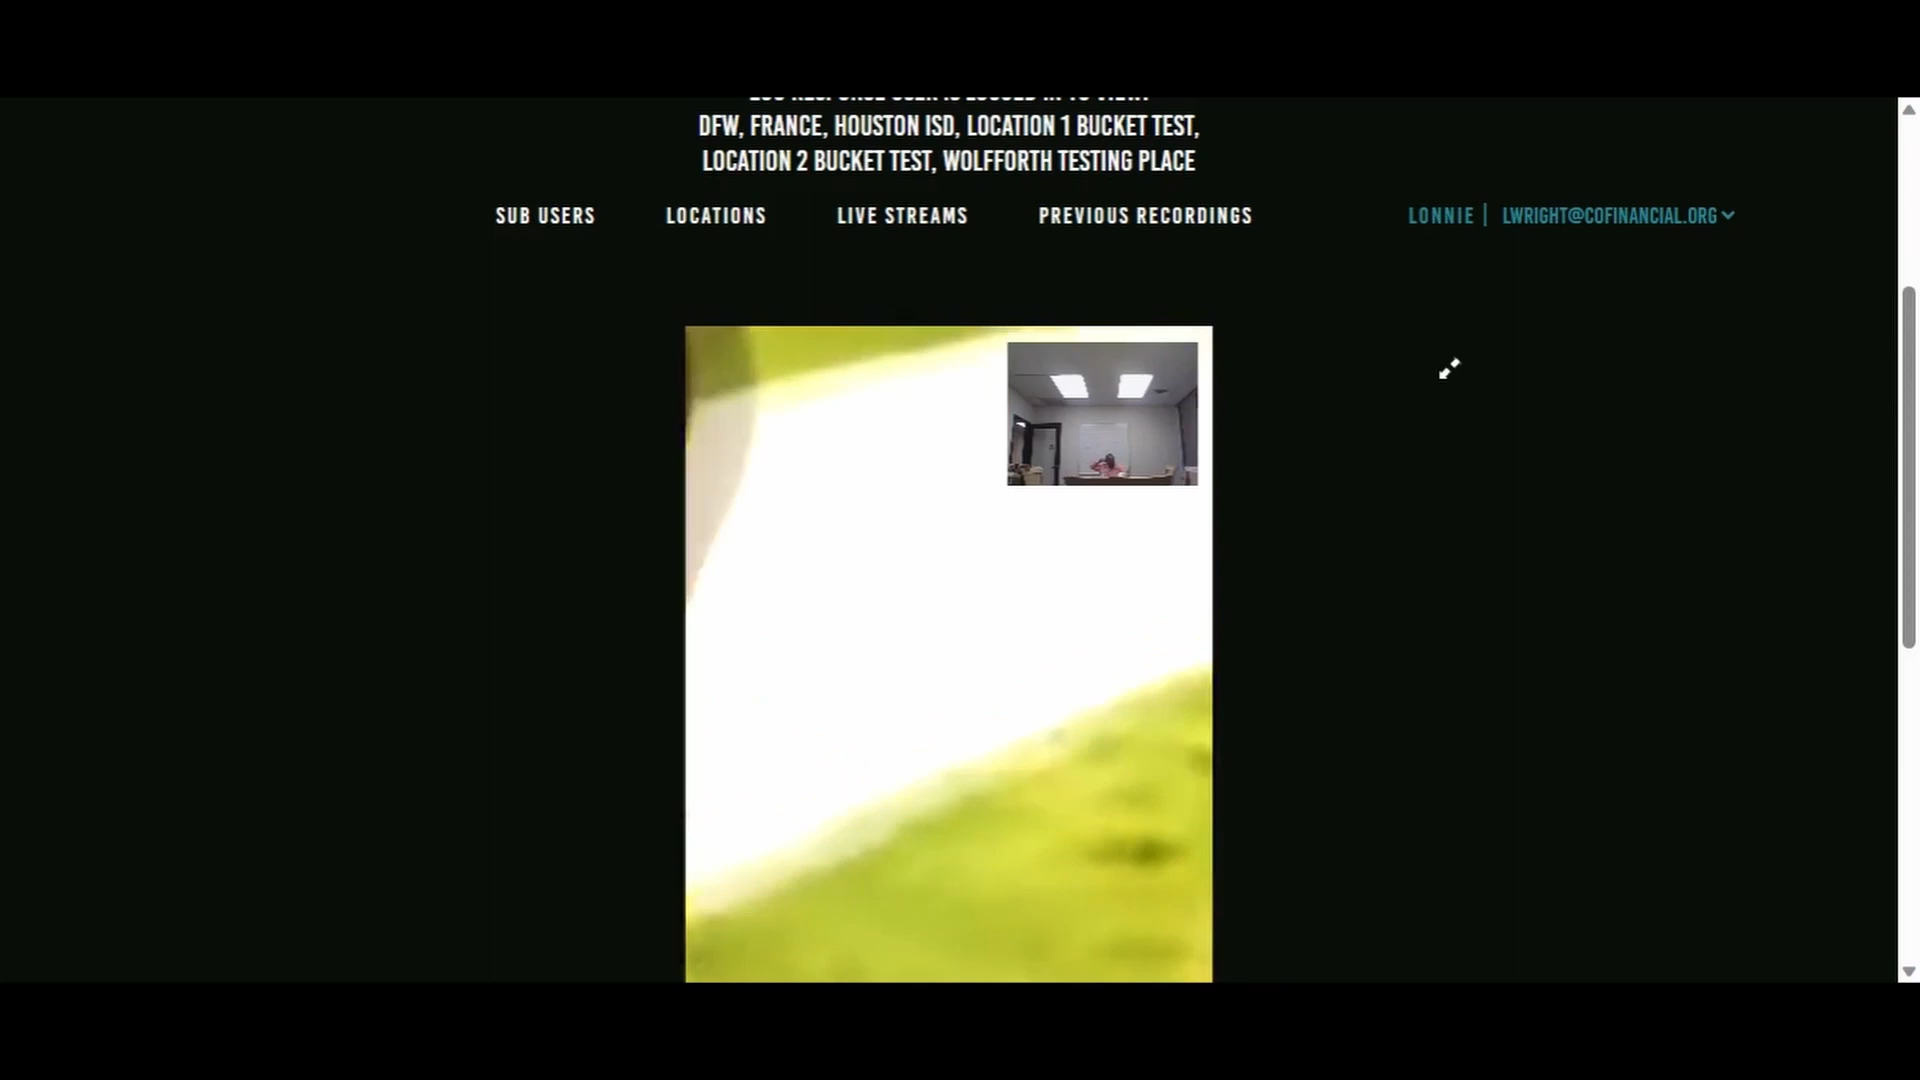 DFW, FRANCE, HOUSTON ISD, LOCATION 1 BUCKET TEST,
LOCATION 2 BUCKET TEST, WOLFFORTH TESTING PLACE
SUB USERS LOCATIONS LIVE STREAMS PREVIOUS RECORDINGS LONNIE | LWRIGHT@COFINANCIAL.ORG